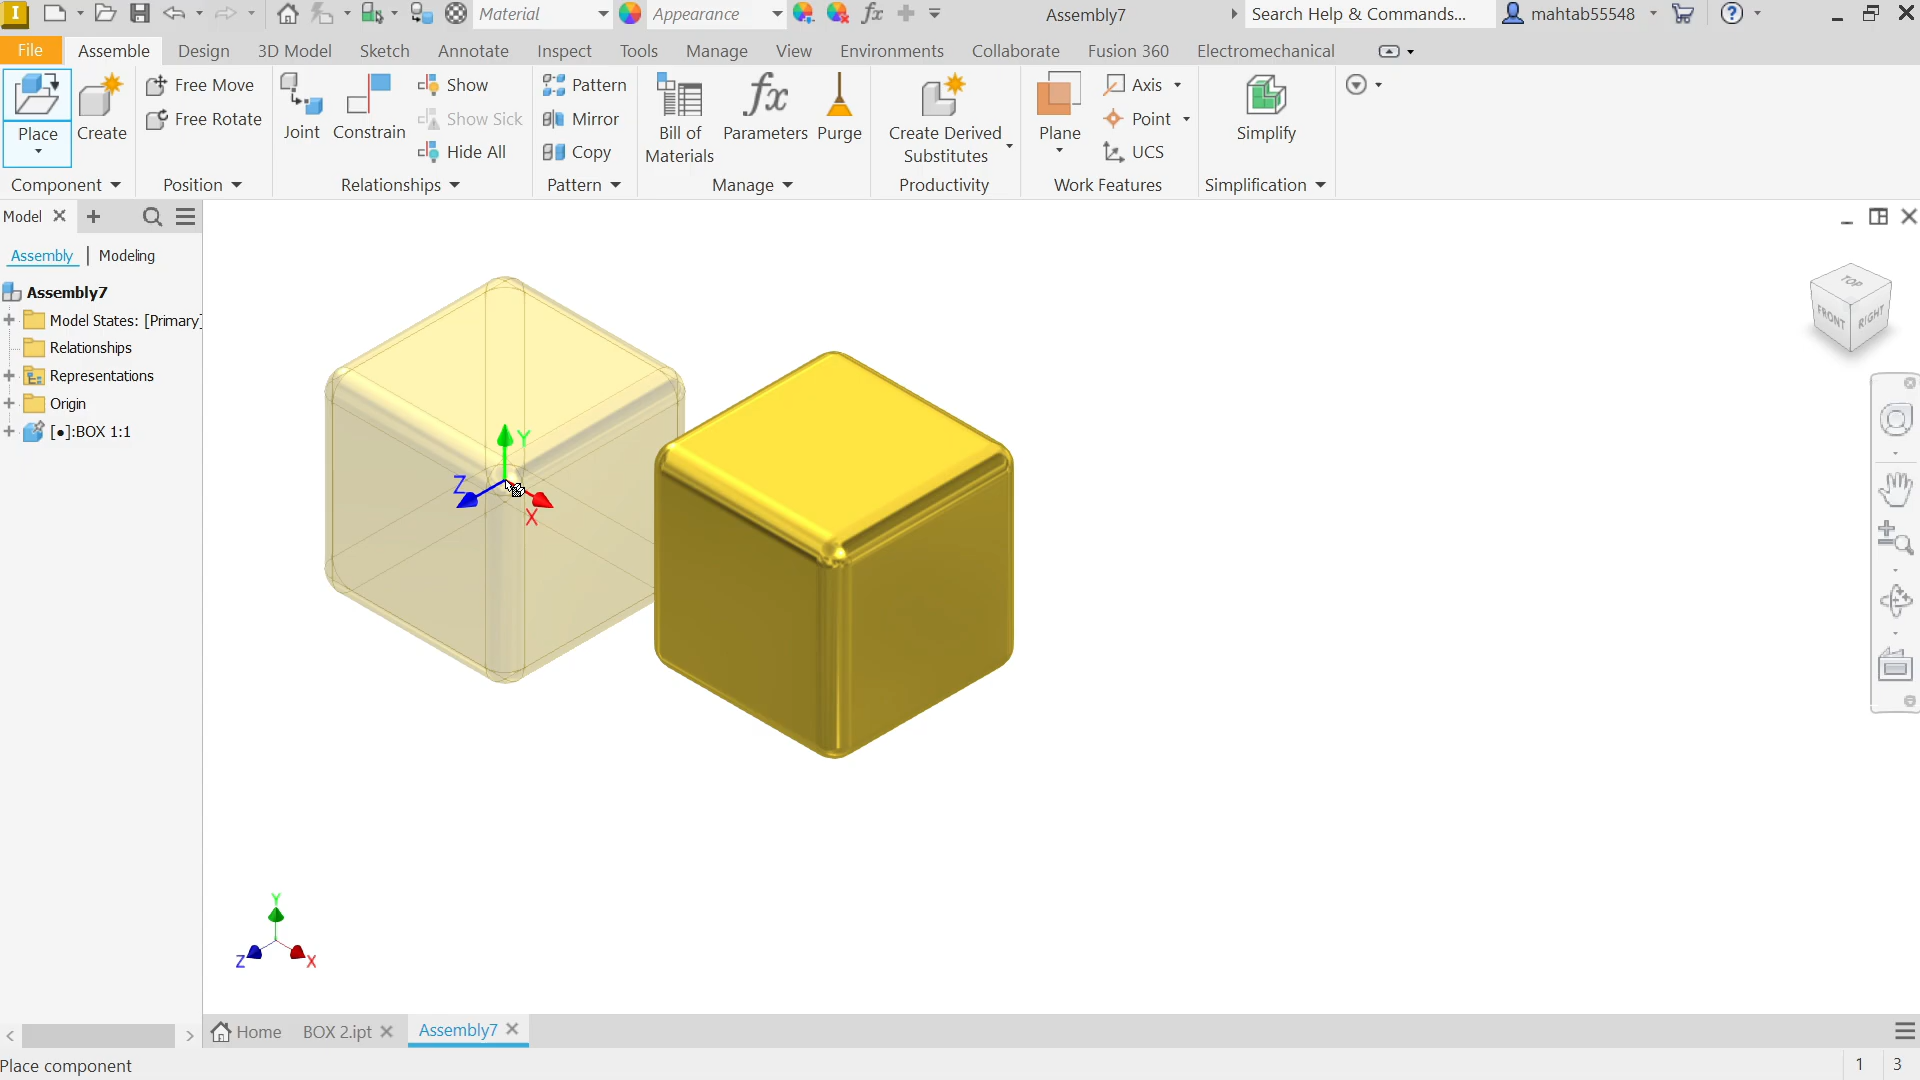 I Material Appearance fx Assembly7 Search Help & Commands... mahtab55548 ?
File Assemble Design 3D Model Sketch Annotate Inspect Tools Manage View Environments Collaborate Fusion 360 Electromechanical
Place
Create
Component
Free Move
Free Rotate
Position
Joint
Constrain
Show
Show Sick
Hide All
Relationships
Pattern
Mirror
Copy
Pattern
Bill of
Materials
fx
Parameters
Purge
Manage
Create Derived
Substitutes
Productivity
Plane
Axis
Point
UCS
Work Features
Simplify
Simplification
Model
Assembly | Modeling
Assembly7
Model States: [Primary]
Relationships
Representations
Origin
[●]:BOX 1:1
Y
Z
X
TOP
FRONT RIGHT
Y
Z X
Home BOX 2.ipt Assembly7
Place component 1 3